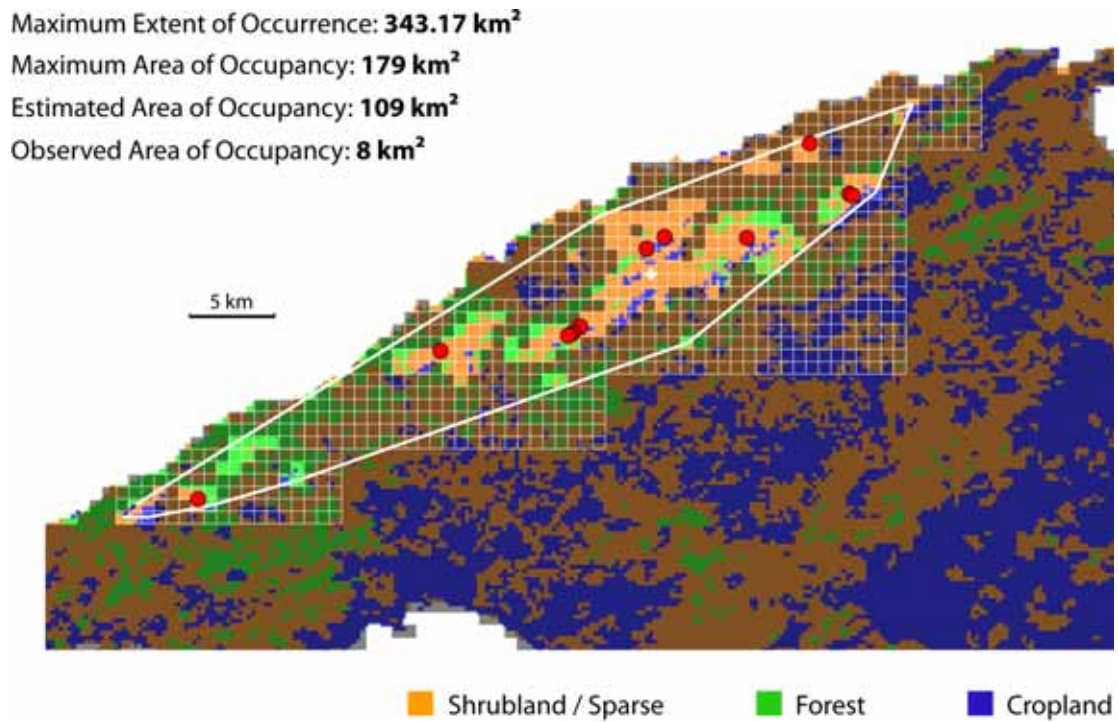 Maximum Extent of Occurrence: 343.17 km²
Maximum Area of Occupancy: 179 km²
Estimated Area of Occupancy: 109 km²
Observed Area of Occupancy: 8 km²
5 km
Shrubland / Sparse Forest Cropland